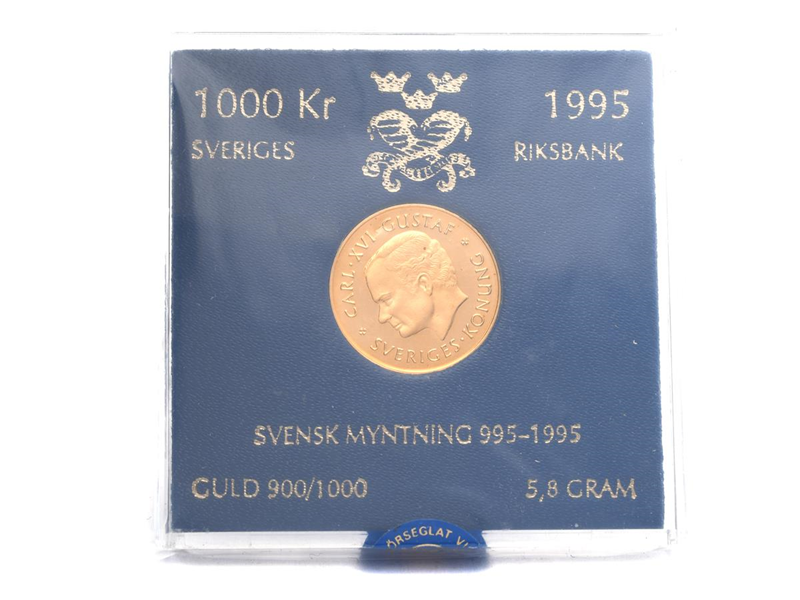 1000 Kr
1995
SVERIGES
RIKSBANK
CARL·XVI·GUSTAF
SVERIGES·KONUNG
SVENSK MYNTNING 995–1995
GULD 900/1000
5,8 GRAM
ÖRSEGLAT